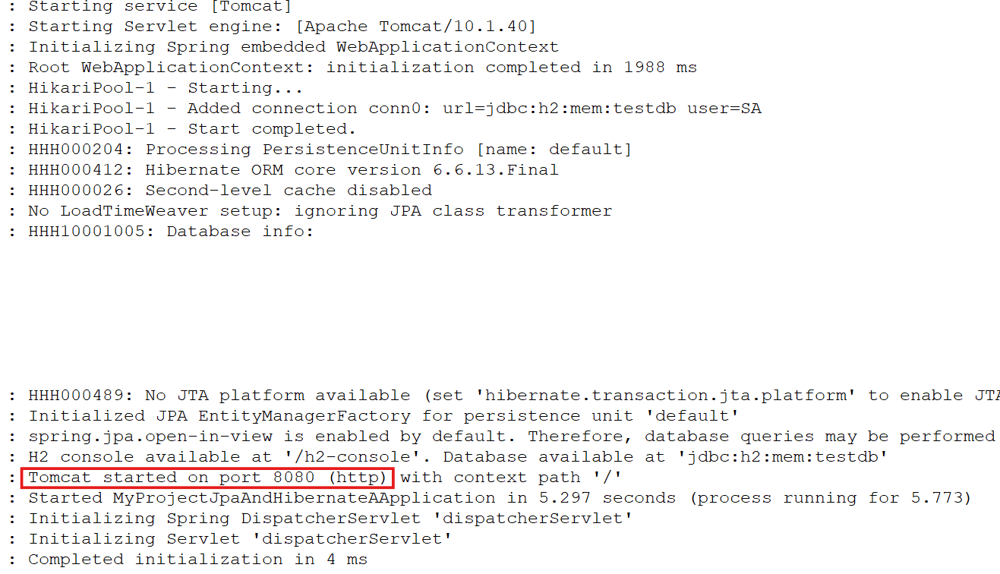 : Starting service [Tomcat]
: Starting Servlet engine: [Apache Tomcat/10.1.40]
: Initializing Spring embedded WebApplicationContext
: Root WebApplicationContext: initialization completed in 1988 ms
: HikariPool-1 - Starting...
: HikariPool-1 - Added connection conn0: url=jdbc:h2:mem:testdb user=SA
: HikariPool-1 - Start completed.
: HHH000204: Processing PersistenceUnitInfo [name: default]
: HHH000412: Hibernate ORM core version 6.6.13.Final
: HHH000026: Second-level cache disabled
: No LoadTimeWeaver setup: ignoring JPA class transformer
: HHH10001005: Database info:
: HHH000489: No JTA platform available (set 'hibernate.transaction.jta.platform' to enable JTA
: Initialized JPA EntityManagerFactory for persistence unit 'default'
: spring.jpa.open-in-view is enabled by default. Therefore, database queries may be performed
: H2 console available at '/h2-console'. Database available at 'jdbc:h2:mem:testdb'
: Tomcat started on port 8080 (http) with context path '/'
: Started MyProjectJpaAndHibernateAApplication in 5.297 seconds (process running for 5.773)
: Initializing Spring DispatcherServlet 'dispatcherServlet'
: Initializing Servlet 'dispatcherServlet'
: Completed initialization in 4 ms